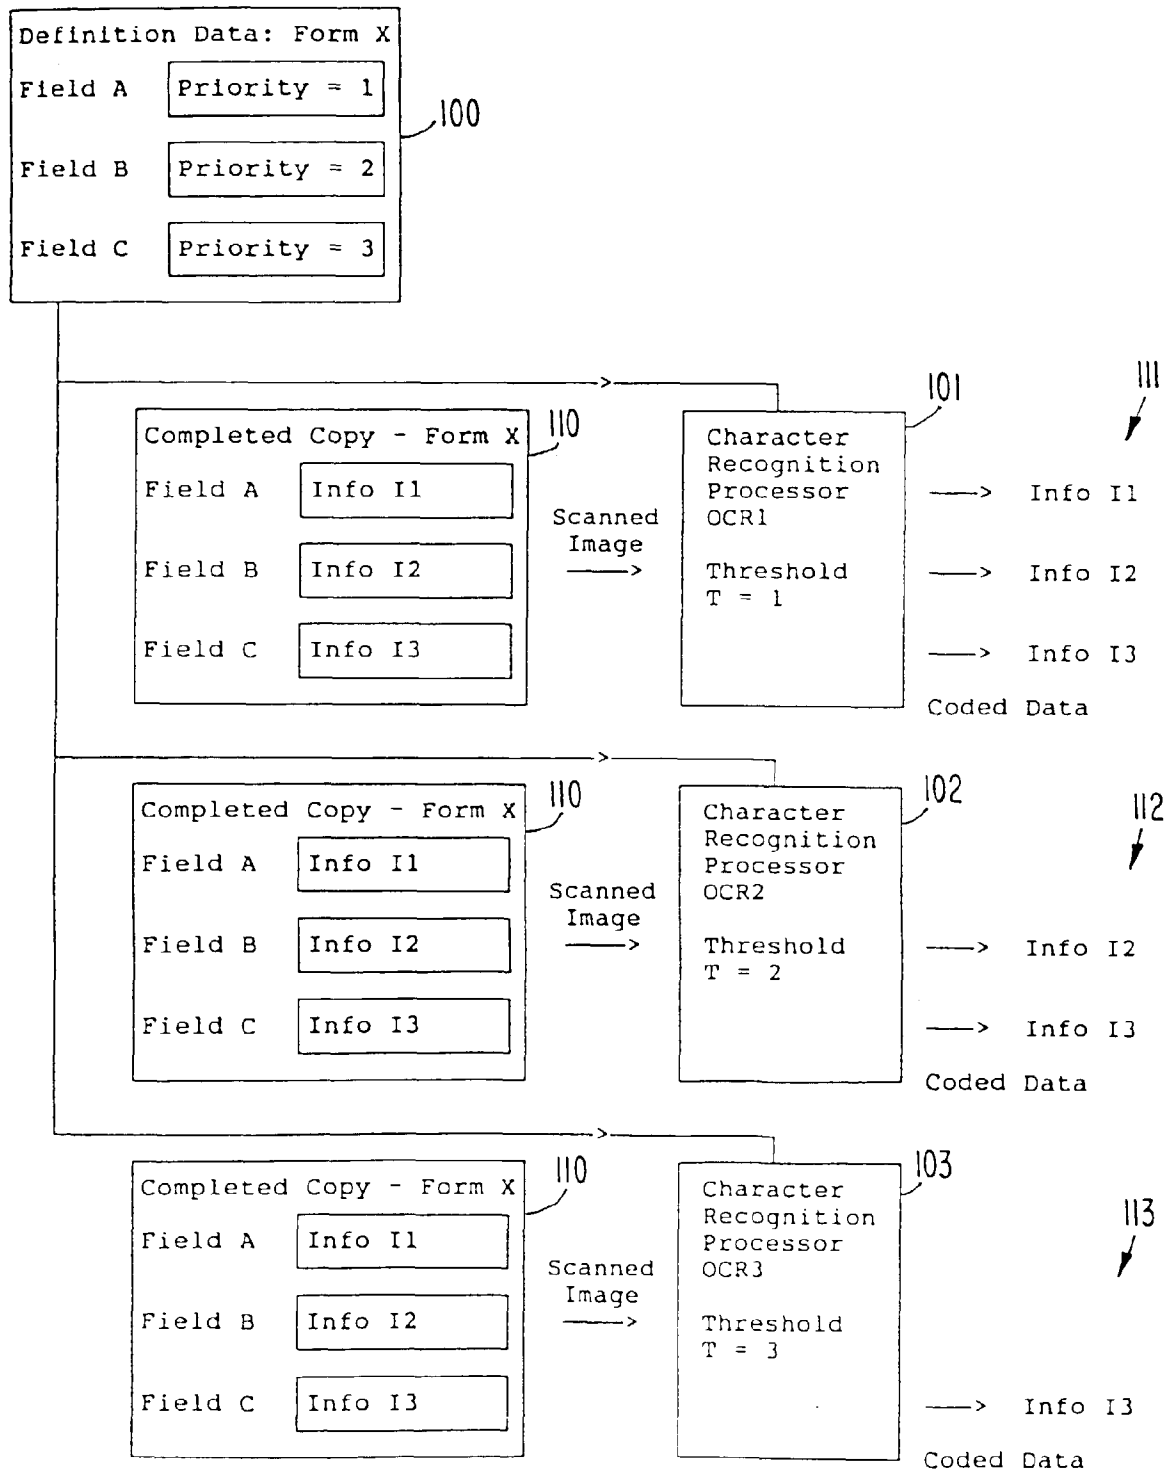 Definition Data: Form X
Field A Priority = 1
100
Field B Priority = 2
Field C Priority = 3
101
111
110
Completed Copy - Form X
Field A Info I1
Field B Info I2
Field C Info I3
Scanned
Image
Character
Recognition
Processor
OCR1
Threshold
T = 1
Info I1
Info I2
Info I3
Coded Data
110
102
112
Completed Copy - Form X
Field A Info I1
Field B Info I2
Field C Info I3
Scanned
Image
Character
Recognition
Processor
OCR2
Threshold
T = 2
Info I2
Info I3
Coded Data
110
103
113
Completed Copy - Form X
Field A Info I1
Field B Info I2
Field C Info I3
Scanned
Image
Character
Recognition
Processor
OCR3
Threshold
T = 3
Info I3
Coded Data